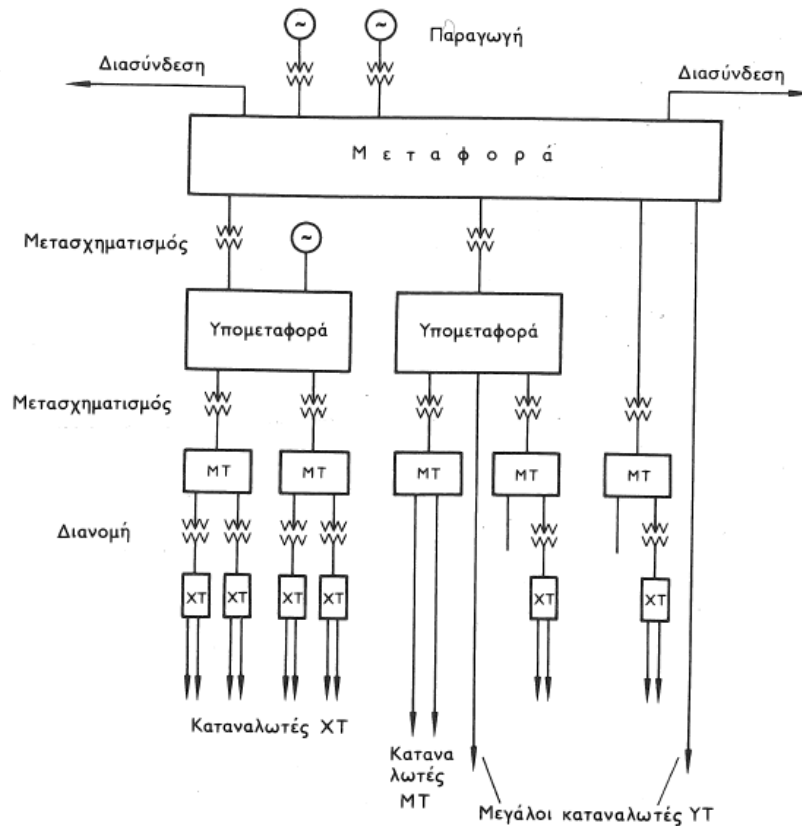 ~ ~
Παραγωγή
Διασύνδεση
Διασύνδεση
Μεταφορά
Μετασχηματισμός
~
Υπομεταφορά
Υπομεταφορά
Μετασχηματισμός
ΜΤ ΜΤ ΜΤ ΜΤ ΜΤ
Διανομή
ΧΤ ΧΤ ΧΤ ΧΤ ΧΤ ΧΤ
Καταναλωτές ΧΤ
Κατανα
λωτές
ΜΤ
Μεγάλοι καταναλωτές ΥΤ